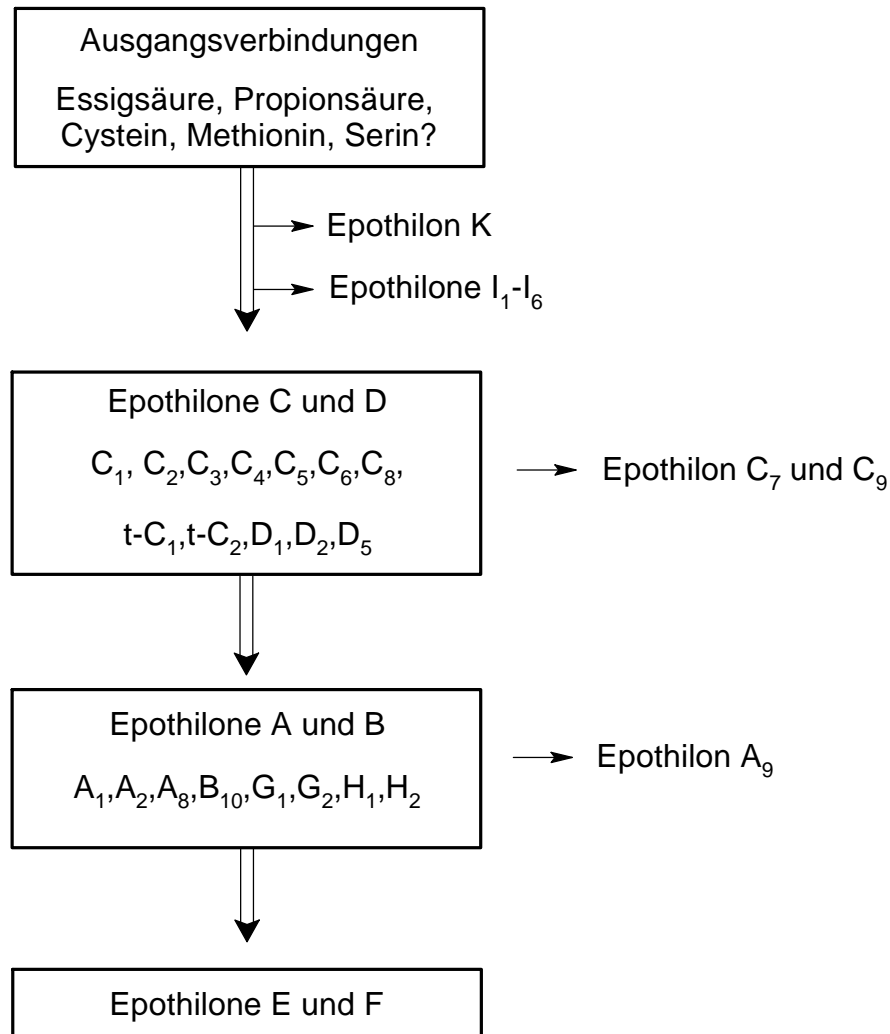 Ausgangsverbindungen
Essigsäure, Propionsäure,
Cystein, Methionin, Serin?
Epothilon K
Epothilone I₁-I₆
Epothilone C und D
C₁, C₂,C₃,C₄,C₅,C₆,C₈,
t-C₁,t-C₂,D₁,D₂,D₅
Epothilon C₇ und C₉
Epothilone A und B
A₁,A₂,A₈,B₁₀,G₁,G₂,H₁,H₂
Epothilon A₉
Epothilone E und F